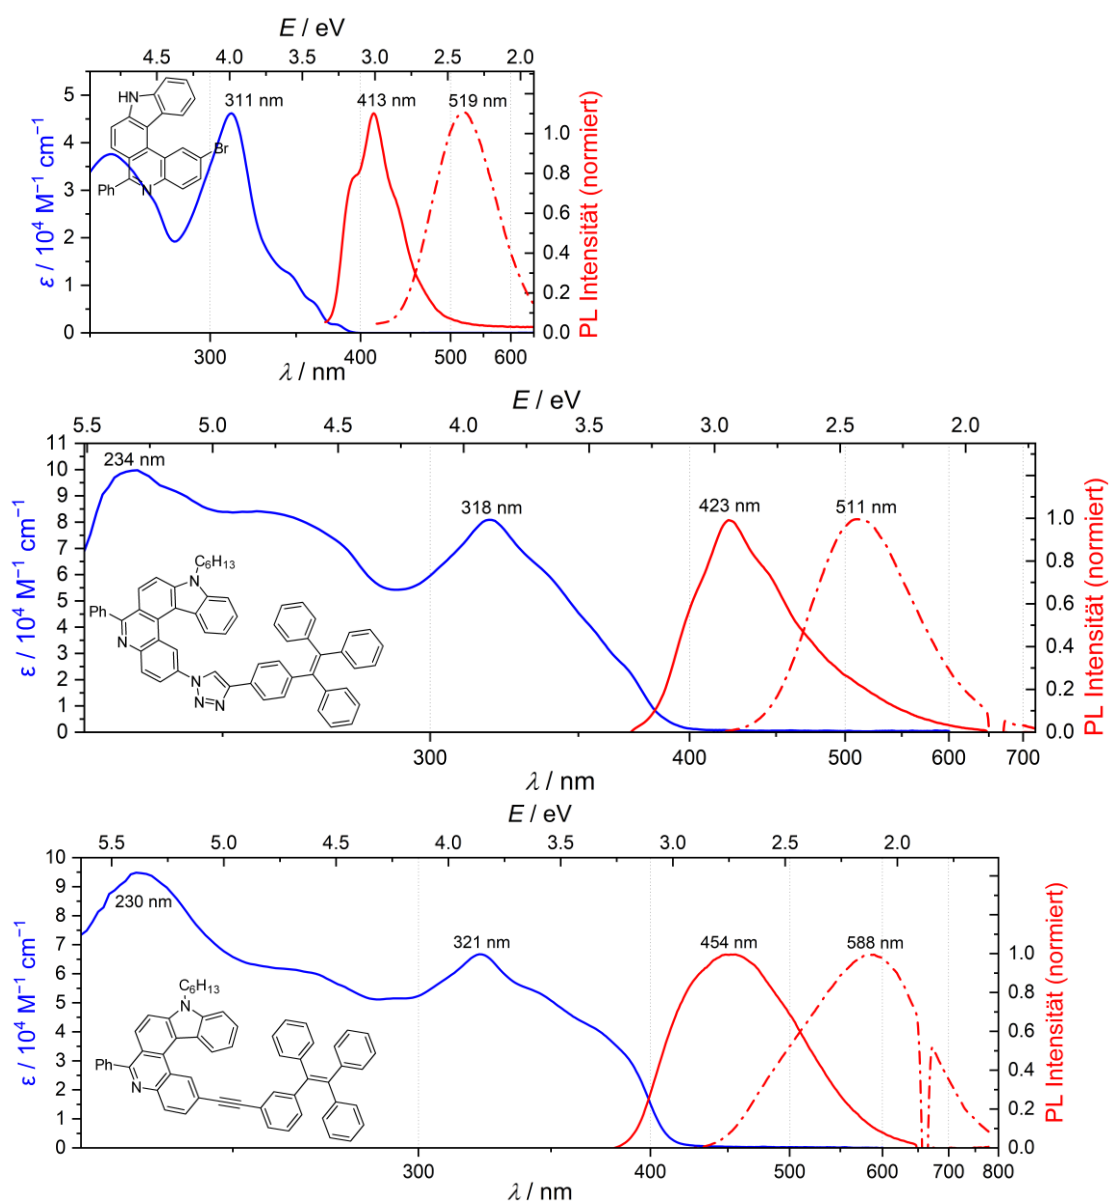 E / eV
4.5 4.0 3.5 3.0 2.5 2.0
5 4 3 2 1 0
ε / 10⁴ M⁻¹ cm⁻¹
HN
Br
Ph
N
311 nm
413 nm
519 nm
1.0 0.8 0.6 0.4 0.2 0.0
PL Intensität (normiert)
300 400 500 600
λ / nm
E / eV
5.5 5.0 4.5 4.0 3.5 3.0 2.5 2.0
11 10 9 8 7 6 5 4 3 2 1 0
ε / 10⁴ M⁻¹ cm⁻¹
234 nm
318 nm
423 nm
511 nm
C₆H₁₃
N
Ph
N
N
N=N
1.0 0.8 0.6 0.4 0.2 0.0
PL Intensität (normiert)
300 400 500 600 700
λ / nm
E / eV
5.5 5.0 4.5 4.0 3.5 3.0 2.5 2.0
10 9 8 7 6 5 4 3 2 1 0
ε / 10⁴ M⁻¹ cm⁻¹
230 nm
321 nm
454 nm
588 nm
C₆H₁₃
N
Ph
N
1.0 0.8 0.6 0.4 0.2 0.0
PL Intensität (normiert)
300 400 500 600 700 800
λ / nm